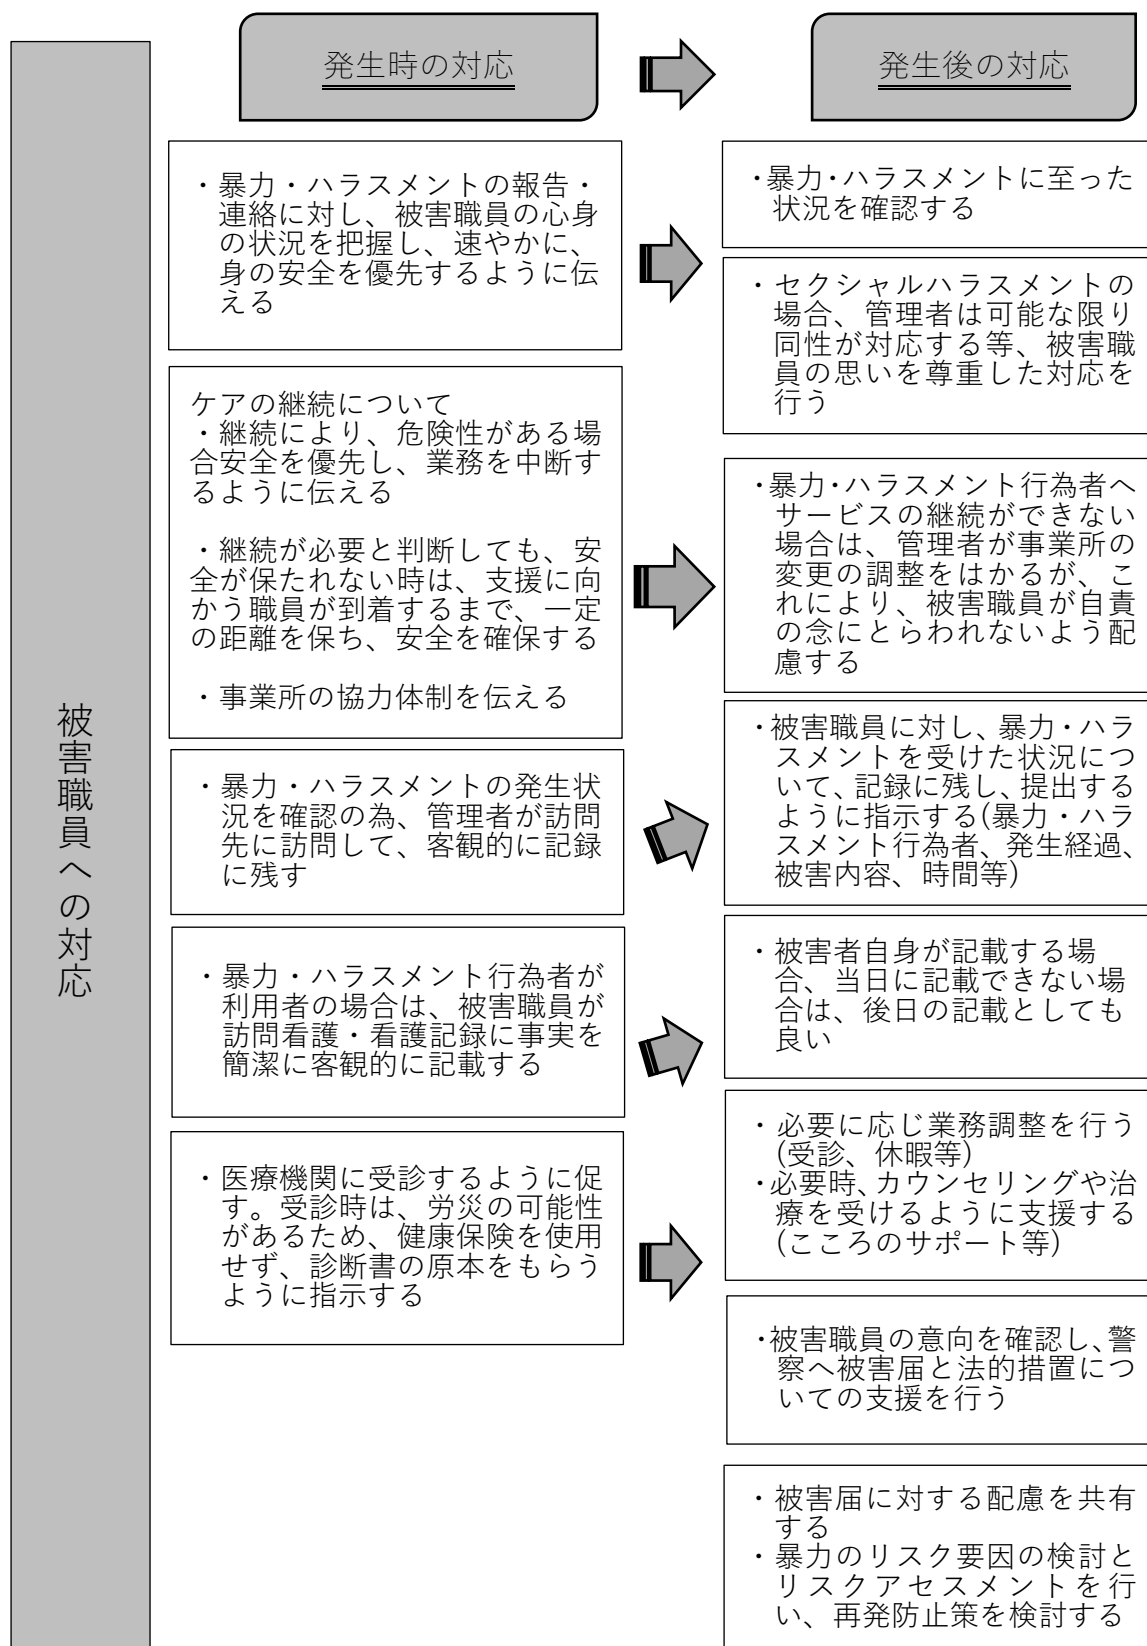 発生時の対応
発生後の対応
被害職員への対応
・暴力・ハラスメントの報告・
連絡に対し、被害職員の心身
の状況を把握し、速やかに、
身の安全を優先するように伝
える
ケアの継続について
・継続により、危険性がある場
合安全を優先し、業務を中断す
るように伝える
・継続が必要と判断しても、安
全が保たれない時は、支援に向
かう職員が到着するまで、一定
の距離を保ち、安全を確保する
・事業所の協力体制を伝える
・暴力・ハラスメントの発生状
況を確認の為、管理者が訪問
先に訪問して、客観的に記録
に残す
・暴力・ハラスメント行為者が
利用者の場合は、被害職員が
訪問看護・看護記録に事実を
簡潔に客観的に記載する
・医療機関に受診するように促
す。受診時は、労災の可能性
があるため、健康保険を使用
せず、診断書の原本をもらう
ように指示する
・暴力・ハラスメントに至った
状況を確認する
・セクシャルハラスメントの
場合、管理者は可能な限り
同性が対応する等、被害職
員の思いを尊重した対応を
行う
・暴力・ハラスメント行為者へ
サービスの継続ができない
場合は、管理者が事業所の
変更の調整をはかるが、こ
れにより、被害職員が自責
の念にとらわれないよう配
慮する
・被害職員に対し、暴力・ハラ
スメントを受けた状況につ
いて、記録に残し、提出する
ように指示する(暴力・ハラ
スメント行為者、発生経過、
被害内容、時間等)
・被害者自身が記載する場
合、当日に記載できない場
合は、後日の記載としても
良い
・必要に応じ業務調整を行う
(受診、休暇等)
・必要時、カウンセリングや治
療を受けるように支援する
(こころのサポート等)
・被害職員の意向を確認し、警
察へ被害届と法的措置につ
いての支援を行う
・被害届に対する配慮を共有
する
・暴力のリスク要因の検討と
リスクアセスメントを行
い、再発防止策を検討する